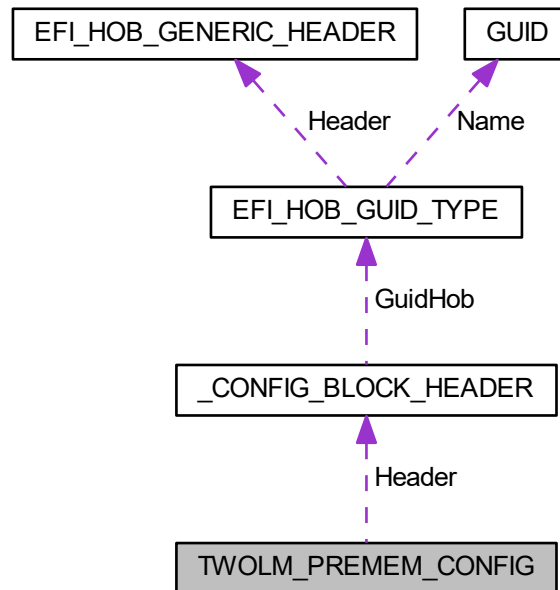 EFI_HOB_GENERIC_HEADER
GUID
Header
Name
EFI_HOB_GUID_TYPE
GuidHob
_CONFIG_BLOCK_HEADER
Header
TWOLM_PREMEM_CONFIG